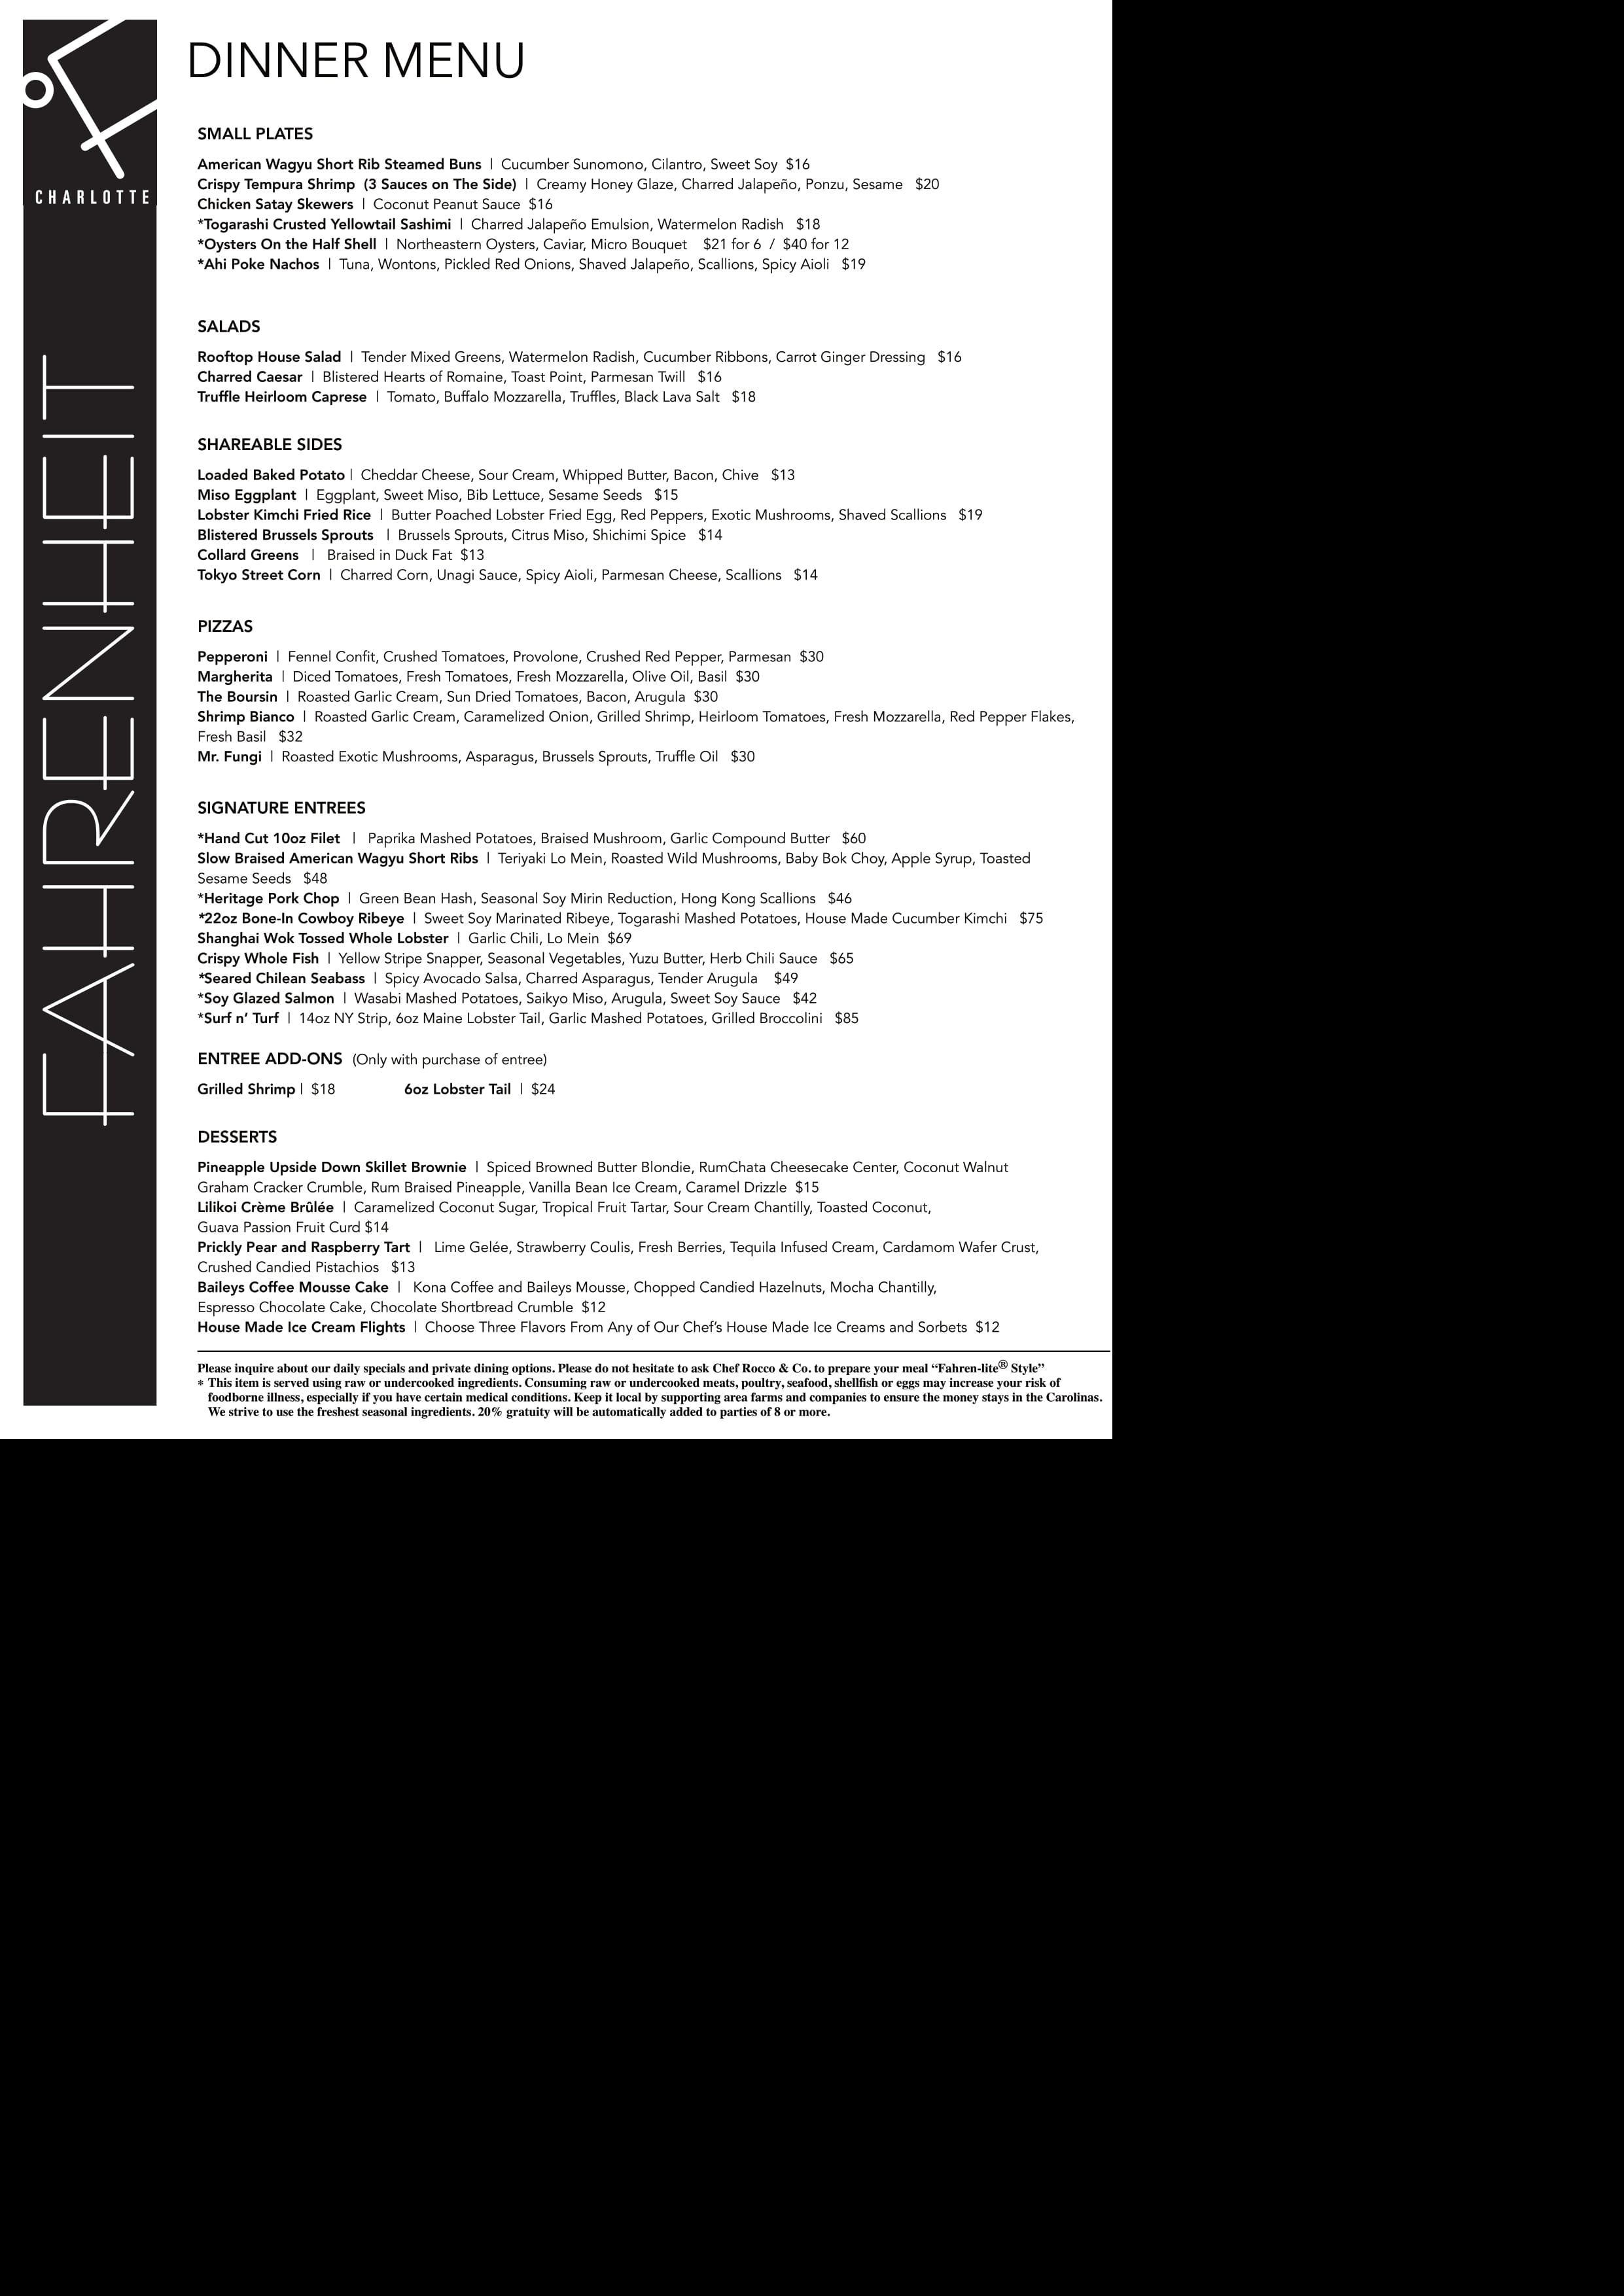 CHARLOTTE
FAHRENHEIT
DINNER MENU
SMALL PLATES
American Wagyu Short Rib Steamed Buns | Cucumber Sunomono, Cilantro, Sweet Soy $16
Crispy Tempura Shrimp (3 Sauces on The Side) | Creamy Honey Glaze, Charred Jalapeño, Ponzu, Sesame $20
Chicken Satay Skewers | Coconut Peanut Sauce $16
*Togarashi Crusted Yellowtail Sashimi | Charred Jalapeño Emulsion, Watermelon Radish $18
*Oysters On the Half Shell | Northeastern Oysters, Caviar, Micro Bouquet $21 for 6 / $40 for 12
*Ahi Poke Nachos | Tuna, Wontons, Pickled Red Onions, Shaved Jalapeño, Scallions, Spicy Aioli $19
SALADS
Rooftop House Salad | Tender Mixed Greens, Watermelon Radish, Cucumber Ribbons, Carrot Ginger Dressing $16
Charred Caesar | Blistered Hearts of Romaine, Toast Point, Parmesan Twill $16
Truffle Heirloom Caprese | Tomato, Buffalo Mozzarella, Truffles, Black Lava Salt $18
SHAREABLE SIDES
Loaded Baked Potato | Cheddar Cheese, Sour Cream, Whipped Butter, Bacon, Chive $13
Miso Eggplant | Eggplant, Sweet Miso, Bib Lettuce, Sesame Seeds $15
Lobster Kimchi Fried Rice | Butter Poached Lobster Fried Egg, Red Peppers, Exotic Mushrooms, Shaved Scallions $19
Blistered Brussels Sprouts | Brussels Sprouts, Citrus Miso, Shichimi Spice $14
Collard Greens | Braised in Duck Fat $13
Tokyo Street Corn | Charred Corn, Unagi Sauce, Spicy Aioli, Parmesan Cheese, Scallions $14
PIZZAS
Pepperoni | Fennel Confit, Crushed Tomatoes, Provolone, Crushed Red Pepper, Parmesan $30
Margherita | Diced Tomatoes, Fresh Tomatoes, Fresh Mozzarella, Olive Oil, Basil $30
The Boursin | Roasted Garlic Cream, Sun Dried Tomatoes, Bacon, Arugula $30
Shrimp Bianco | Roasted Garlic Cream, Caramelized Onion, Grilled Shrimp, Heirloom Tomatoes, Fresh Mozzarella, Red Pepper Flakes,
Fresh Basil $32
Mr. Fungi | Roasted Exotic Mushrooms, Asparagus, Brussels Sprouts, Truffle Oil $30
SIGNATURE ENTREES
*Hand Cut 10oz Filet | Paprika Mashed Potatoes, Braised Mushroom, Garlic Compound Butter $60
Slow Braised American Wagyu Short Ribs | Teriyaki Lo Mein, Roasted Wild Mushrooms, Baby Bok Choy, Apple Syrup, Toasted
Sesame Seeds $48
*Heritage Pork Chop | Green Bean Hash, Seasonal Soy Mirin Reduction, Hong Kong Scallions $46
*22oz Bone-In Cowboy Ribeye | Sweet Soy Marinated Ribeye, Togarashi Mashed Potatoes, House Made Cucumber Kimchi $75
Shanghai Wok Tossed Whole Lobster | Garlic Chili, Lo Mein $69
Crispy Whole Fish | Yellow Stripe Snapper, Seasonal Vegetables, Yuzu Butter, Herb Chili Sauce $65
*Seared Chilean Seabass | Spicy Avocado Salsa, Charred Asparagus, Tender Arugula $49
*Soy Glazed Salmon | Wasabi Mashed Potatoes, Saikyo Miso, Arugula, Sweet Soy Sauce $42
*Surf n’ Turf | 14oz NY Strip, 6oz Maine Lobster Tail, Garlic Mashed Potatoes, Grilled Broccolini $85
ENTREE ADD-ONS (Only with purchase of entree)
Grilled Shrimp | $18 6oz Lobster Tail | $24
DESSERTS
Pineapple Upside Down Skillet Brownie | Spiced Browned Butter Blondie, RumChata Cheesecake Center, Coconut Walnut
Graham Cracker Crumble, Rum Braised Pineapple, Vanilla Bean Ice Cream, Caramel Drizzle $15
Lilikoi Crème Brûlée | Caramelized Coconut Sugar, Tropical Fruit Tartar, Sour Cream Chantilly, Toasted Coconut,
Guava Passion Fruit Curd $14
Prickly Pear and Raspberry Tart | Lime Gelée, Strawberry Coulis, Fresh Berries, Tequila Infused Cream, Cardamom Wafer Crust,
Crushed Candied Pistachios $13
Baileys Coffee Mousse Cake | Kona Coffee and Baileys Mousse, Chopped Candied Hazelnuts, Mocha Chantilly,
Espresso Chocolate Cake, Chocolate Shortbread Crumble $12
House Made Ice Cream Flights | Choose Three Flavors From Any of Our Chef’s House Made Ice Creams and Sorbets $12
Please inquire about our daily specials and private dining options. Please do not hesitate to ask Chef Rocco & Co. to prepare your meal “Fahren-lite® Style”
* This item is served using raw or undercooked ingredients. Consuming raw or undercooked meats, poultry, seafood, shellfish or eggs may increase your risk of
foodborne illness, especially if you have certain medical conditions. Keep it local by supporting area farms and companies to ensure the money stays in the Carolinas.
We strive to use the freshest seasonal ingredients. 20% gratuity will be automatically added to parties of 8 or more.